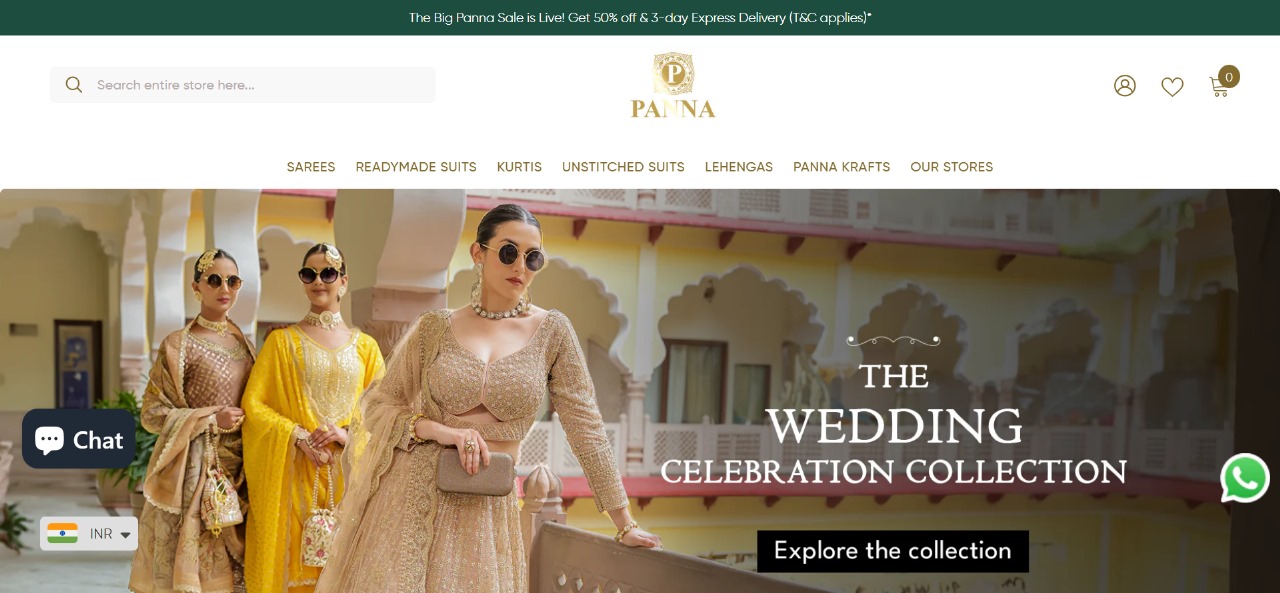 The Big Panna Sale is Live! Get 50% off & 3-day Express Delivery (T&C applies)*
Search entire store here...
P
PANNA
0
SAREES READYMADE SUITS KURTIS UNSTITCHED SUITS LEHENGAS PANNA KRAFTS OUR STORES
THE
WEDDING
CELEBRATION COLLECTION
Explore the collection
Chat
INR